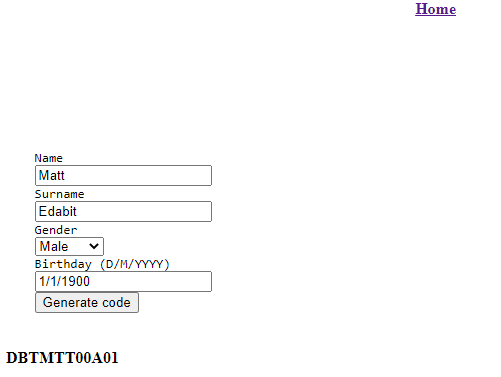 Home
Name
Matt
Surname
Edabit
Gender
Male
Birthday (D/M/YYYY)
1/1/1900
Generate code
DBTMTT00A01